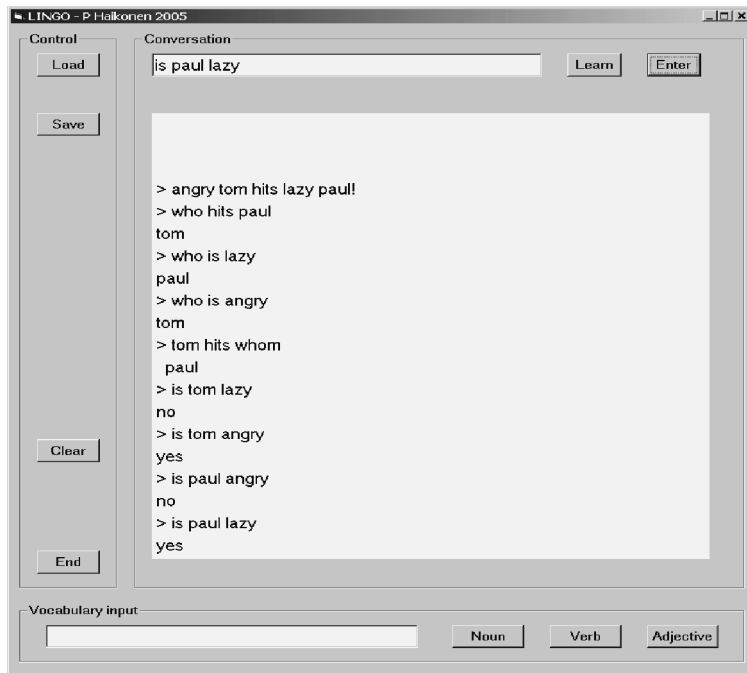 LINGO - P Haikonen 2005
Control
Load
Save
Clear
End
Conversation
is paul lazy
Learn
Enter
> angry tom hits lazy paul!
> who hits paul
tom
> who is lazy
paul
> who is angry
tom
> tom hits whom
paul
> is tom lazy
no
> is tom angry
yes
> is paul angry
no
> is paul lazy
yes
Vocabulary input
Noun
Verb
Adjective